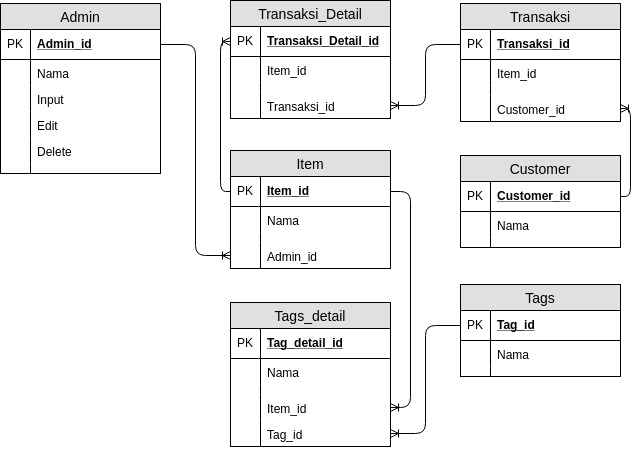 Admin
PK Admin_id
Nama
Input
Edit
Delete
Transaksi_Detail
PK Transaksi_Detail_id
Item_id
Transaksi_id
Transaksi
PK Transaksi_id
Item_id
Customer_id
Item
PK Item_id
Nama
Admin_id
Customer
PK Customer_id
Nama
Tags_detail
PK Tag_detail_id
Nama
Item_id
Tag_id
Tags
PK Tag_id
Nama